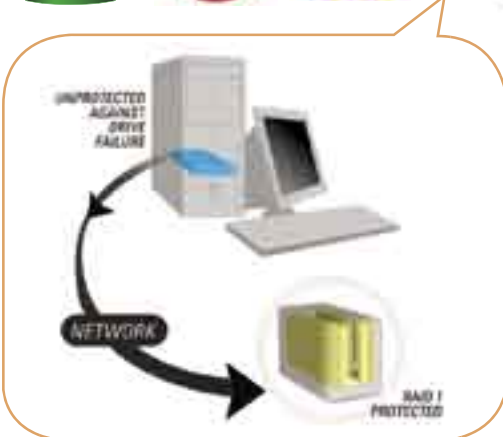 UNPROTECTED
AGAINST
DRIVE
FAILURE
NETWORK
RAID 1
PROTECTED